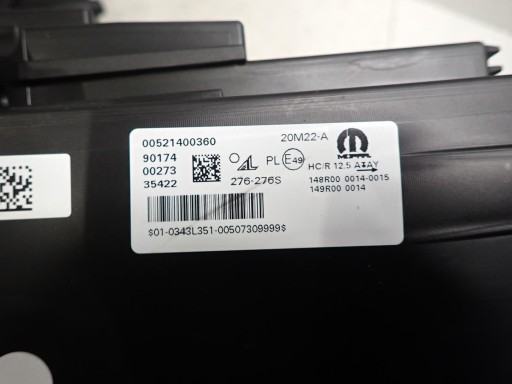 00521400360
90174
00273
35422
AL
276-276S
PL E49
20M22-A
HC/R 12.5 A
148R00 0014-0015
149R00 0014
$01-0343L351-00507309999$